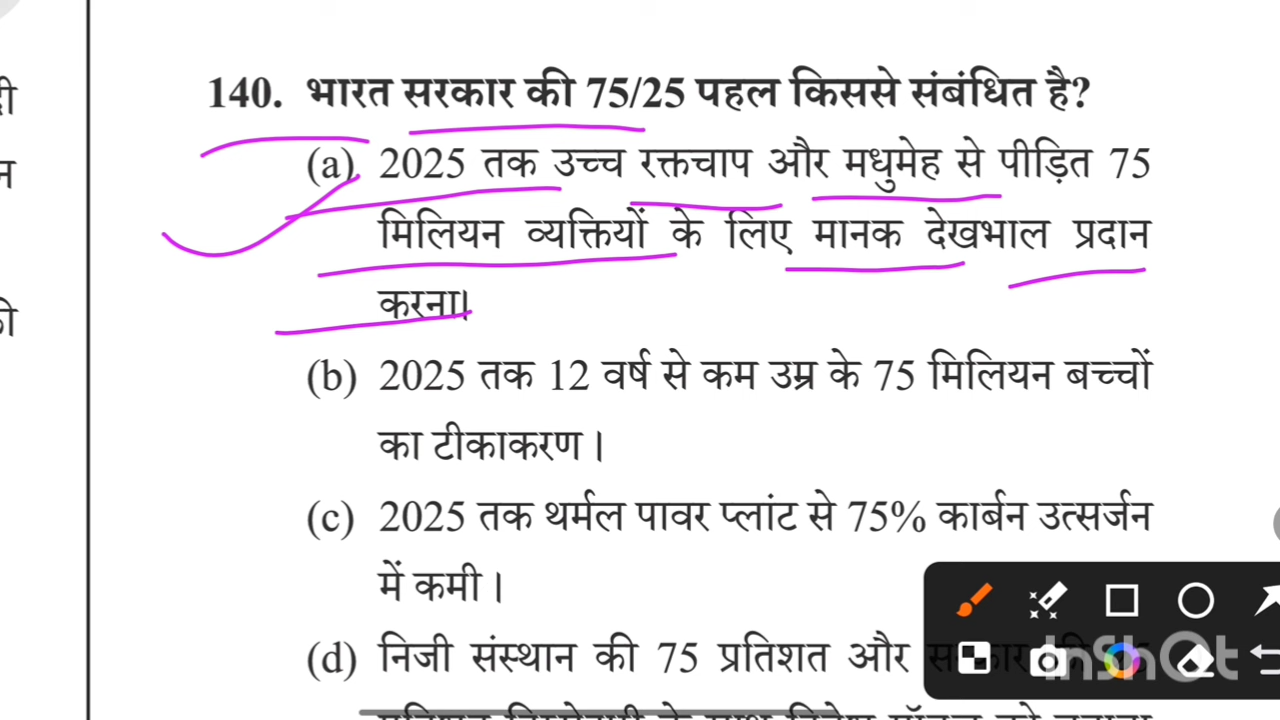 140. भारत सरकार की 75/25 पहल किससे संबंधित है?
(a) 2025 तक उच्च रक्तचाप और मधुमेह से पीड़ित 75
मिलियन व्यक्तियों के लिए मानक देखभाल प्रदान
करना।
(b) 2025 तक 12 वर्ष से कम उम्र के 75 मिलियन बच्चों
का टीकाकरण।
(c) 2025 तक थर्मल पावर प्लांट से 75% कार्बन उत्सर्जन
में कमी।
(d) निजी संस्थान की 75 प्रतिशत और
inshot